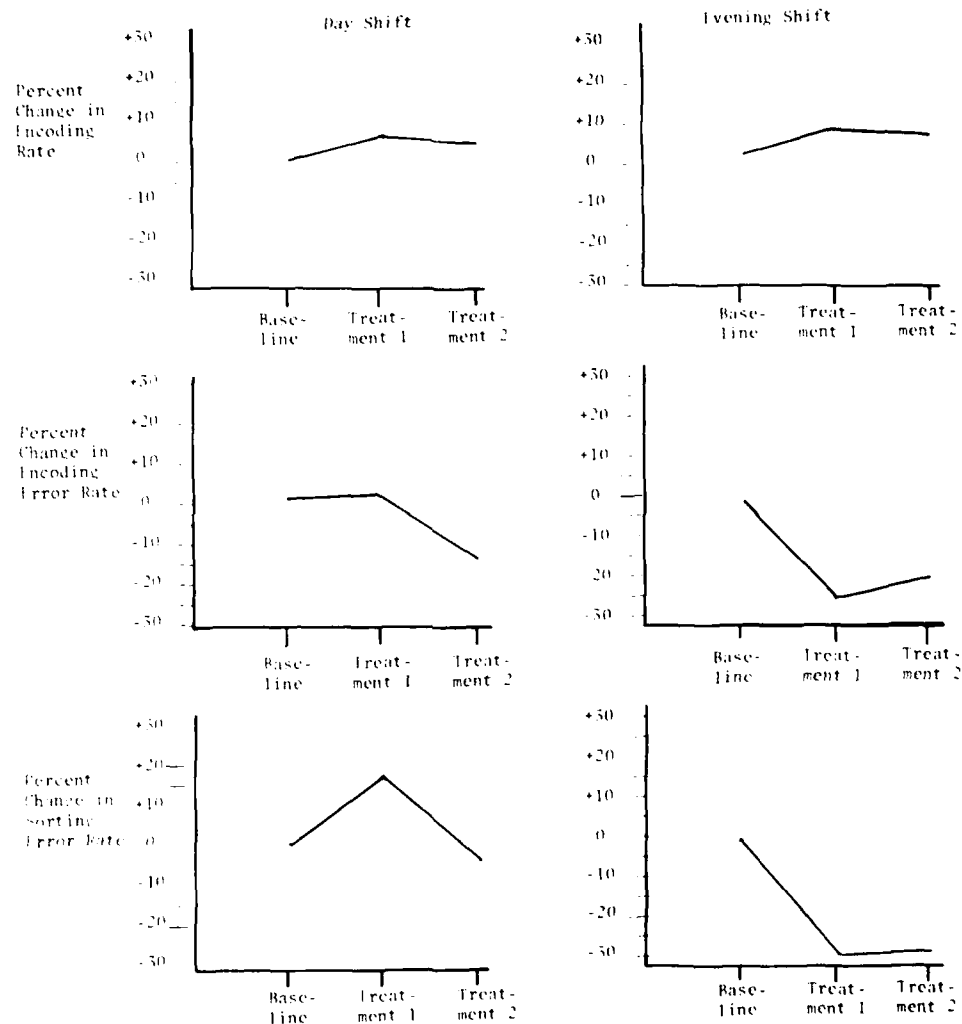 Day Shift
Evening Shift
Percent
Change in
Encoding
Rate
+30
+20
+10
0
-10
-20
-30
Base-
line
Treat-
ment 1
Treat-
ment 2
+30
+20
+10
0
-10
-20
-30
Base-
line
Treat-
ment 1
Treat-
ment 2
Percent
Change in
Encoding
Error Rate
+30
+20
+10
0
-10
-20
-30
Base-
line
Treat-
ment 1
Treat-
ment 2
+30
+20
+10
0
-10
20
-30
Base-
line
Treat-
ment 1
Treat-
ment 2
Percent
Change in
Sorting
Error Rate
+30
+20
+10
0
-10
-20
-30
Base-
line
Treat-
ment 1
Treat-
ment 2
+30
+20
+10
0
-10
-20
-30
Base-
line
Treat-
ment 1
Treat-
ment 2